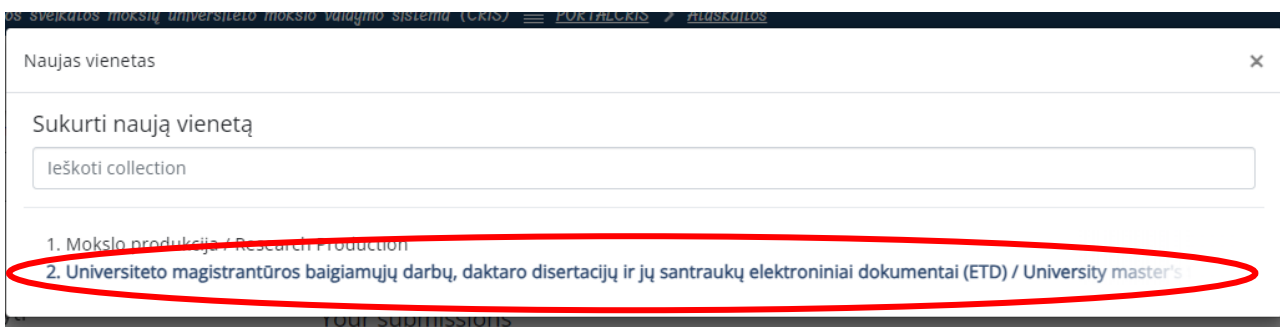 os sveikatos mokslų universiteto mokslo valdymo sistema (CRIS) PORTALCRIS > Ataskaitos
Naujas vienetas ×
Sukurti naują vienetą
Ieškoti collection
1. Mokslo produkcija / Research Production
2. Universiteto magistrantūros baigiamųjų darbų, daktaro disertacijų ir jų santraukų elektroniniai dokumentai (ETD) / University master's
Your submissions